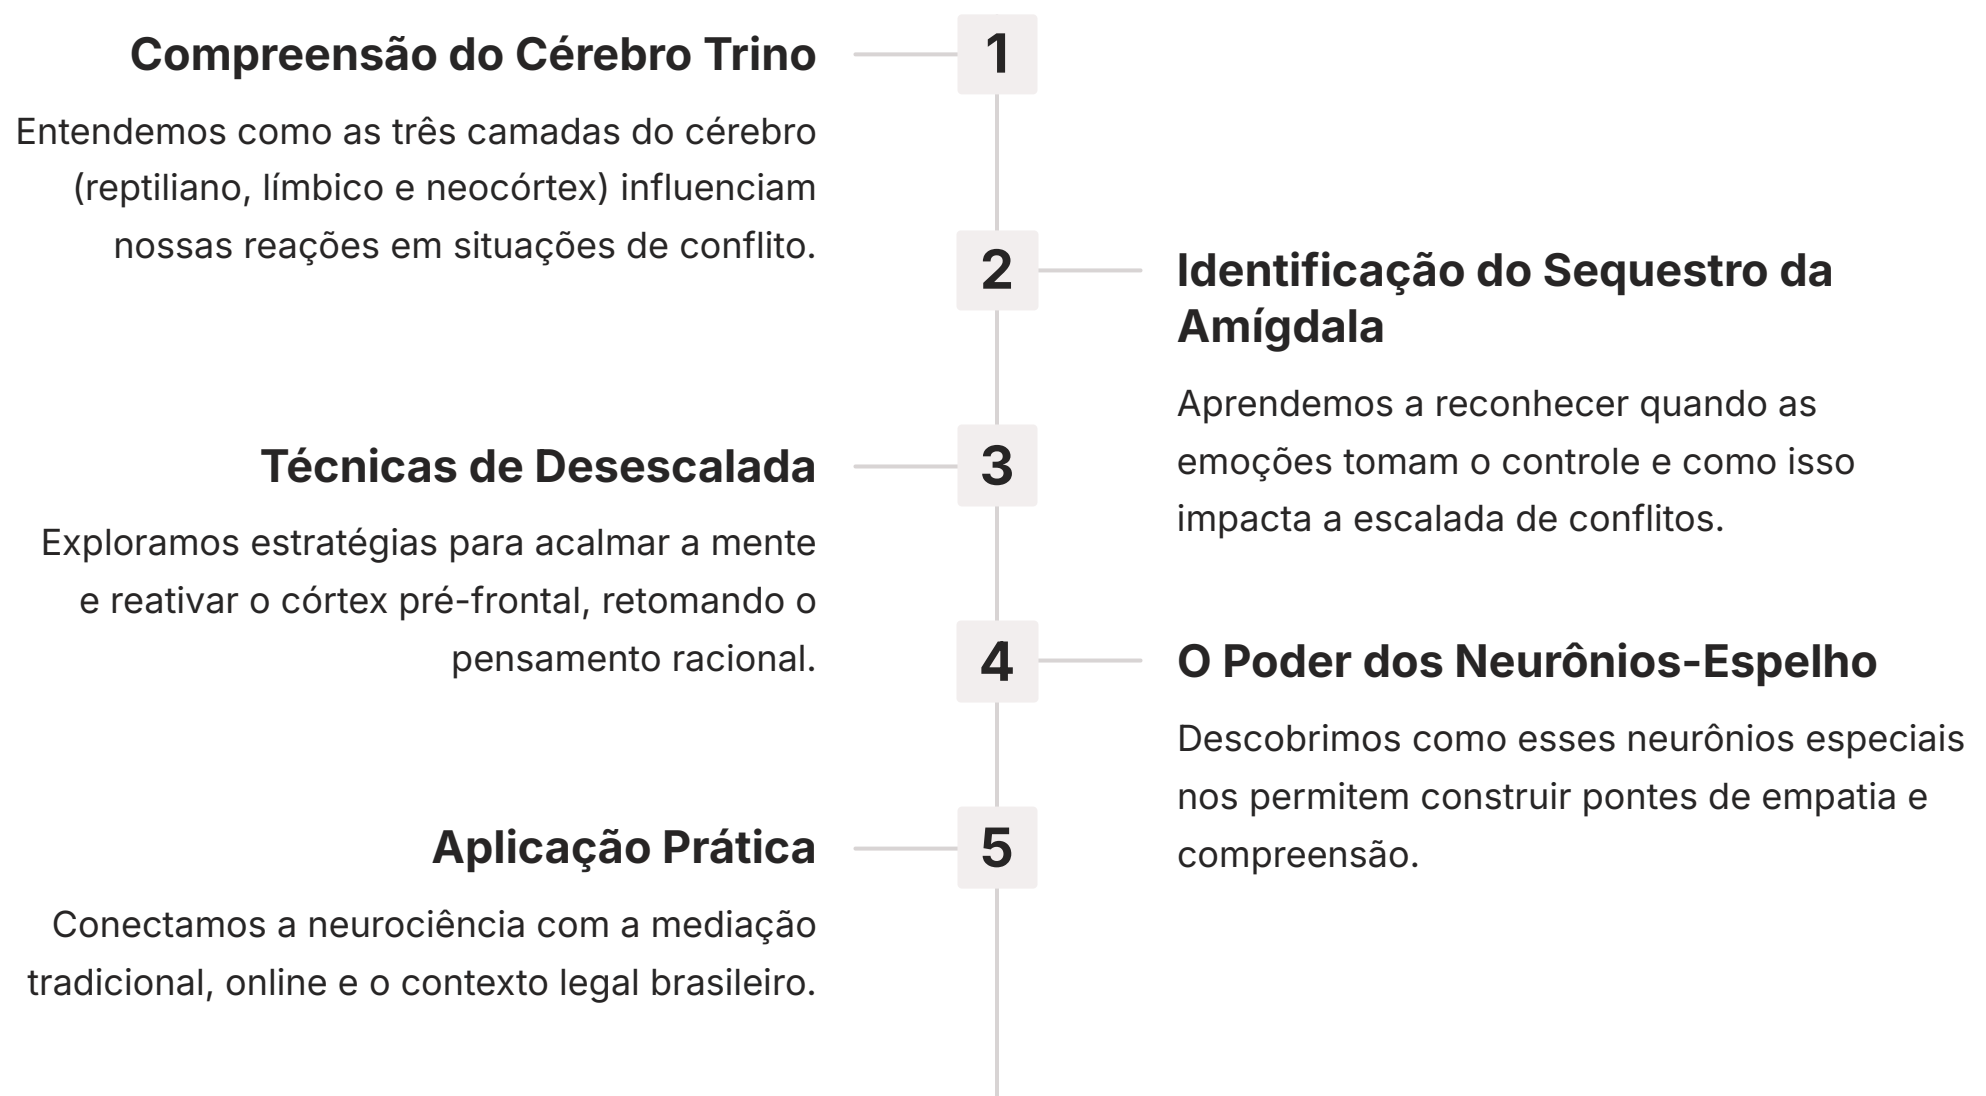 Compreensão do Cérebro Trino
1
Entendemos como as três camadas do cérebro
(reptiliano, límbico e neocórtex) influenciam
nossas reações em situações de conflito.
2
Identificação do Sequestro da
Amígdala
Aprendemos a reconhecer quando as
emoções tomam o controle e como isso
impacta a escalada de conflitos.
Técnicas de Desescalada
3
Exploramos estratégias para acalmar a mente
e reativar o córtex pré-frontal, retomando o
pensamento racional.
4
O Poder dos Neurônios-Espelho
Descobrimos como esses neurônios especiais
nos permitem construir pontes de empatia e
compreensão.
Aplicação Prática
5
Conectamos a neurociência com a mediação
tradicional, online e o contexto legal brasileiro.